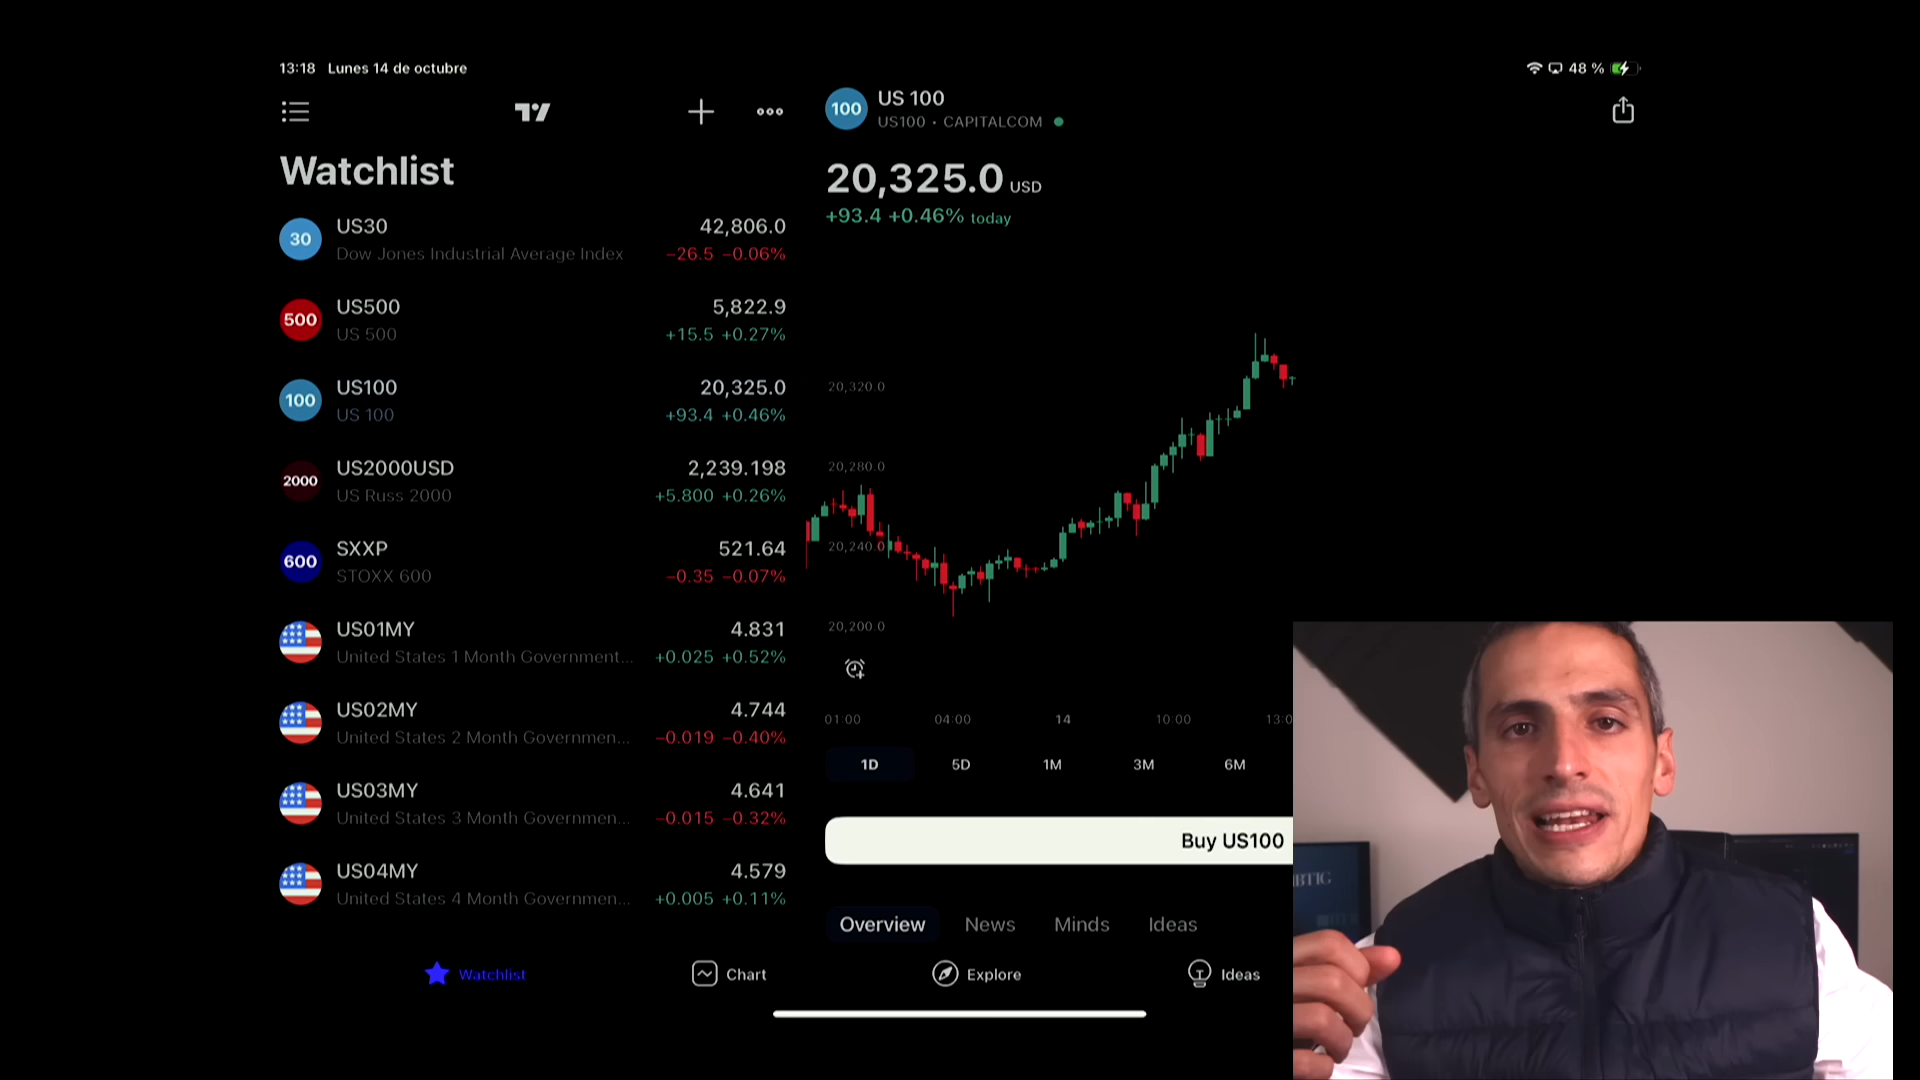 13:18 Lunes 14 de octubre
48 %
Watchlist
30 US30 42,806.0
Dow Jones Industrial Average Index −26.5 −0.06%
500 US500 5,822.9
US 500 +15.5 +0.27%
100 US100 20,325.0
US 100 +93.4 +0.46%
2000 US2000USD 2,239.198
US Russ 2000 +5.800 +0.26%
600 SXXP 521.64
STOXX 600 −0.35 −0.07%
US01MY 4.831
United States 1 Month Government... +0.025 +0.52%
US02MY 4.744
United States 2 Month Governmen... −0.019 −0.40%
US03MY 4.641
United States 3 Month Governmen... −0.015 −0.32%
US04MY 4.579
United States 4 Month Governmen... +0.005 +0.11%
100 US 100
US100 • CAPITALCOM
20,325.0 USD
+93.4 +0.46% today
20,320.0
20,280.0
20,240.0
20,200.0
01:00 04:00 14 10:00 13:0
1D 5D 1M 3M 6M
Buy US100
Overview News Minds Ideas
Watchlist Chart Explore Ideas